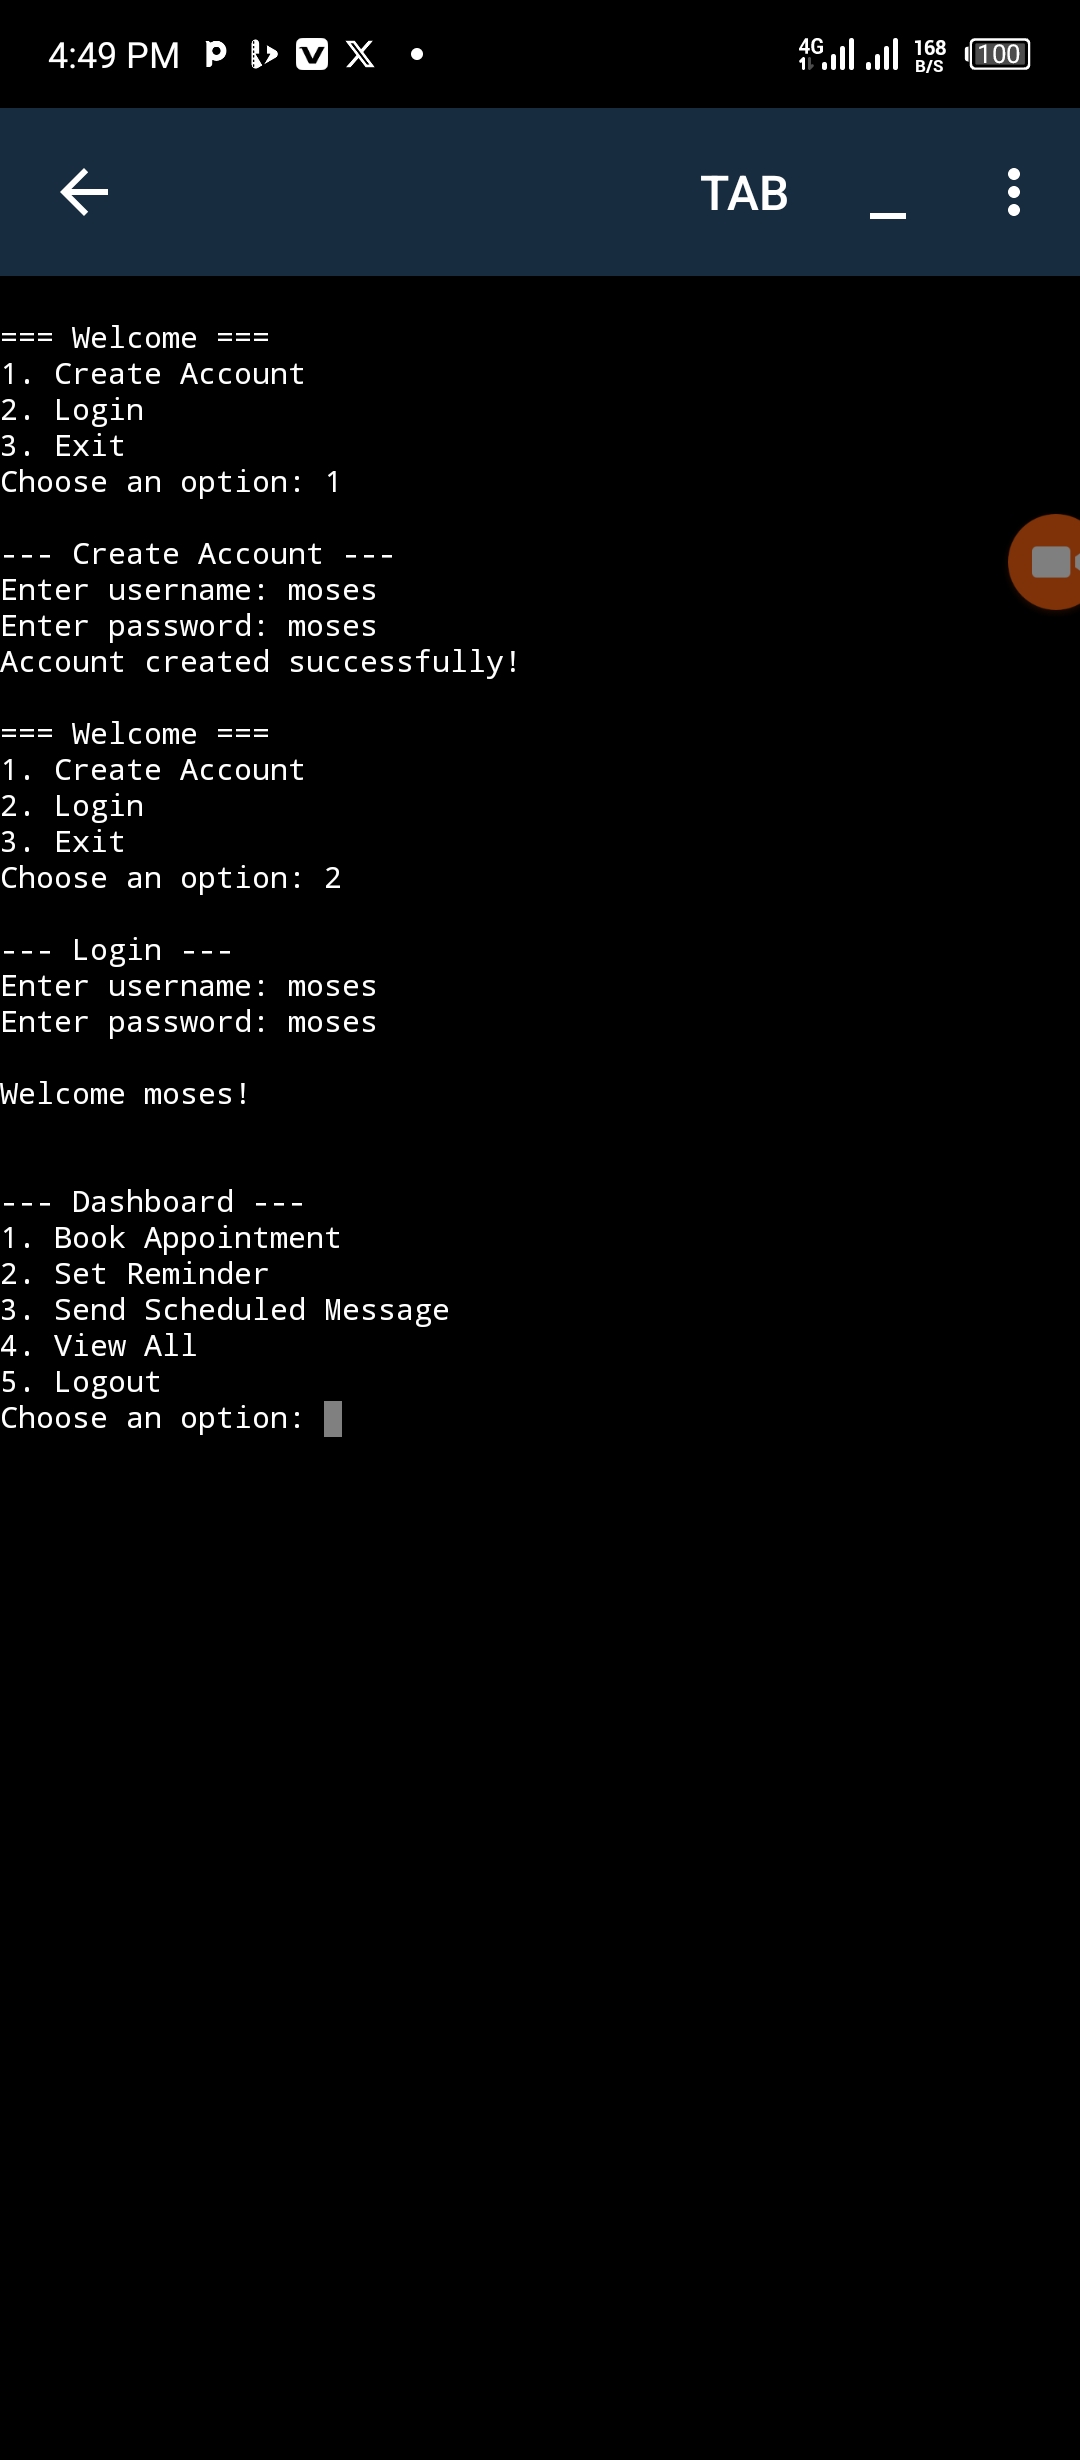 4:49 PM
4G
168
B/S
100
TAB _
=== Welcome ===
1. Create Account
2. Login
3. Exit
Choose an option: 1
--- Create Account ---
Enter username: moses
Enter password: moses
Account created successfully!
=== Welcome ===
1. Create Account
2. Login
3. Exit
Choose an option: 2
--- Login ---
Enter username: moses
Enter password: moses
Welcome moses!
--- Dashboard ---
1. Book Appointment
2. Set Reminder
3. Send Scheduled Message
4. View All
5. Logout
Choose an option: